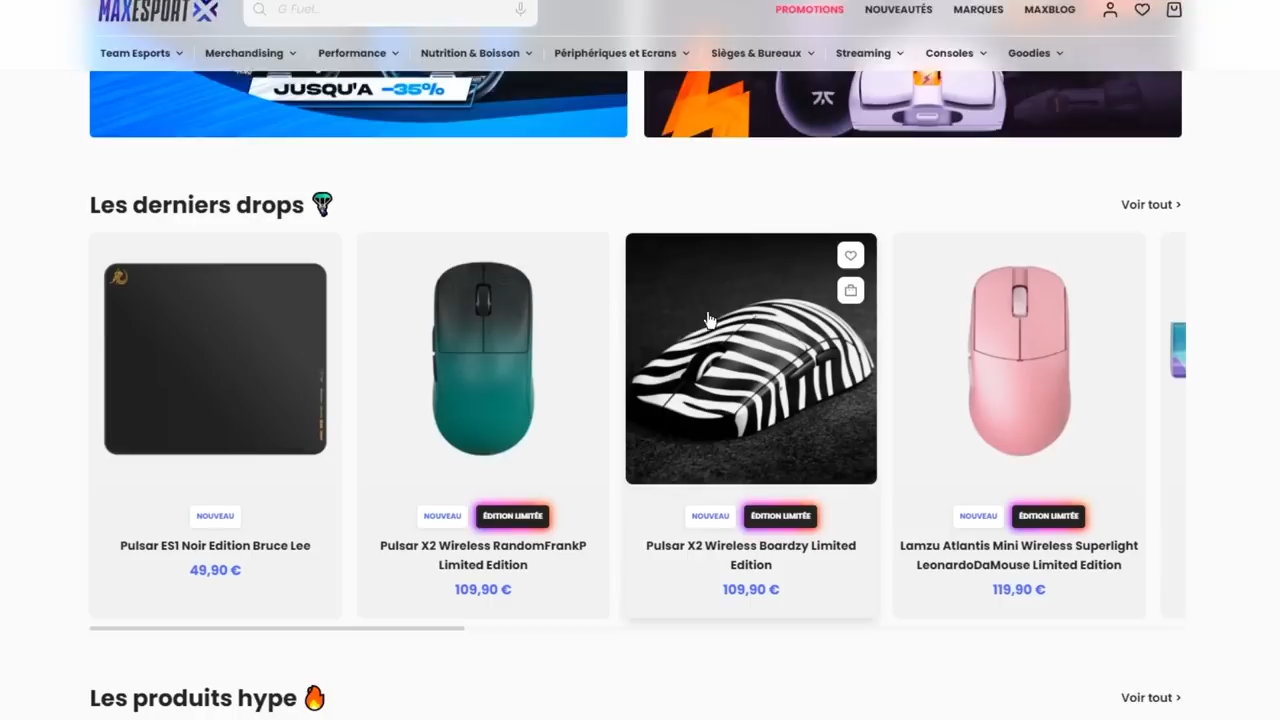 MAXESPORT
G Fuel..
PROMOTIONS NOUVEAUTÉS MARQUES MAXBLOG
Team Esports Merchandising Performance Nutrition & Boisson Périphériques et Ecrans Sièges & Bureaux Streaming Consoles Goodies
JUSQU'A -35%
Les derniers drops
Voir tout >
NOUVEAU
Pulsar ES1 Noir Edition Bruce Lee
49,90 €
NOUVEAU ÉDITION LIMITÉE
Pulsar X2 Wireless RandomFrankP
Limited Edition
109,90 €
NOUVEAU ÉDITION LIMITÉE
Pulsar X2 Wireless Boardzy Limited
Edition
109,90 €
NOUVEAU ÉDITION LIMITÉE
Lamzu Atlantis Mini Wireless Superlight
LeonardoDaMouse Limited Edition
119,90 €
Les produits hype
Voir tout >